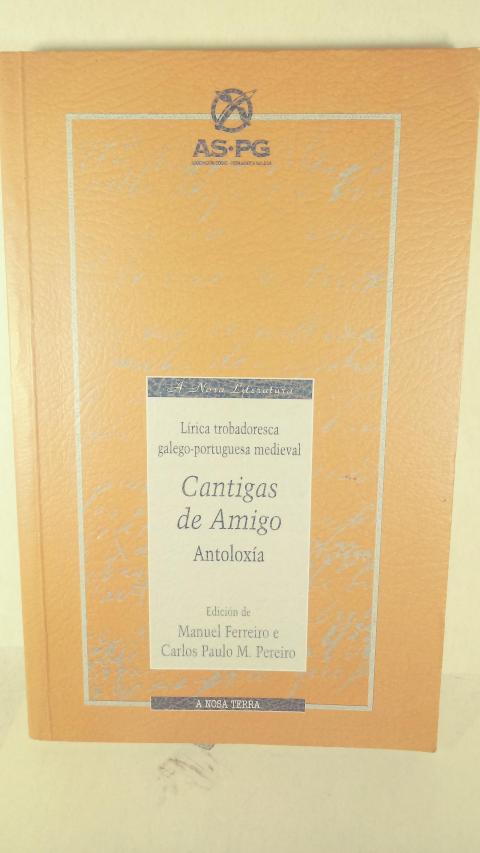 AS·PG
A Nosa Literatura
Lírica trobadoresca
galego-portuguesa medieval
Cantigas
de Amigo
Antoloxía
Edición de
Manuel Ferreiro e
Carlos Paulo M. Pereiro
A NOSA TERRA